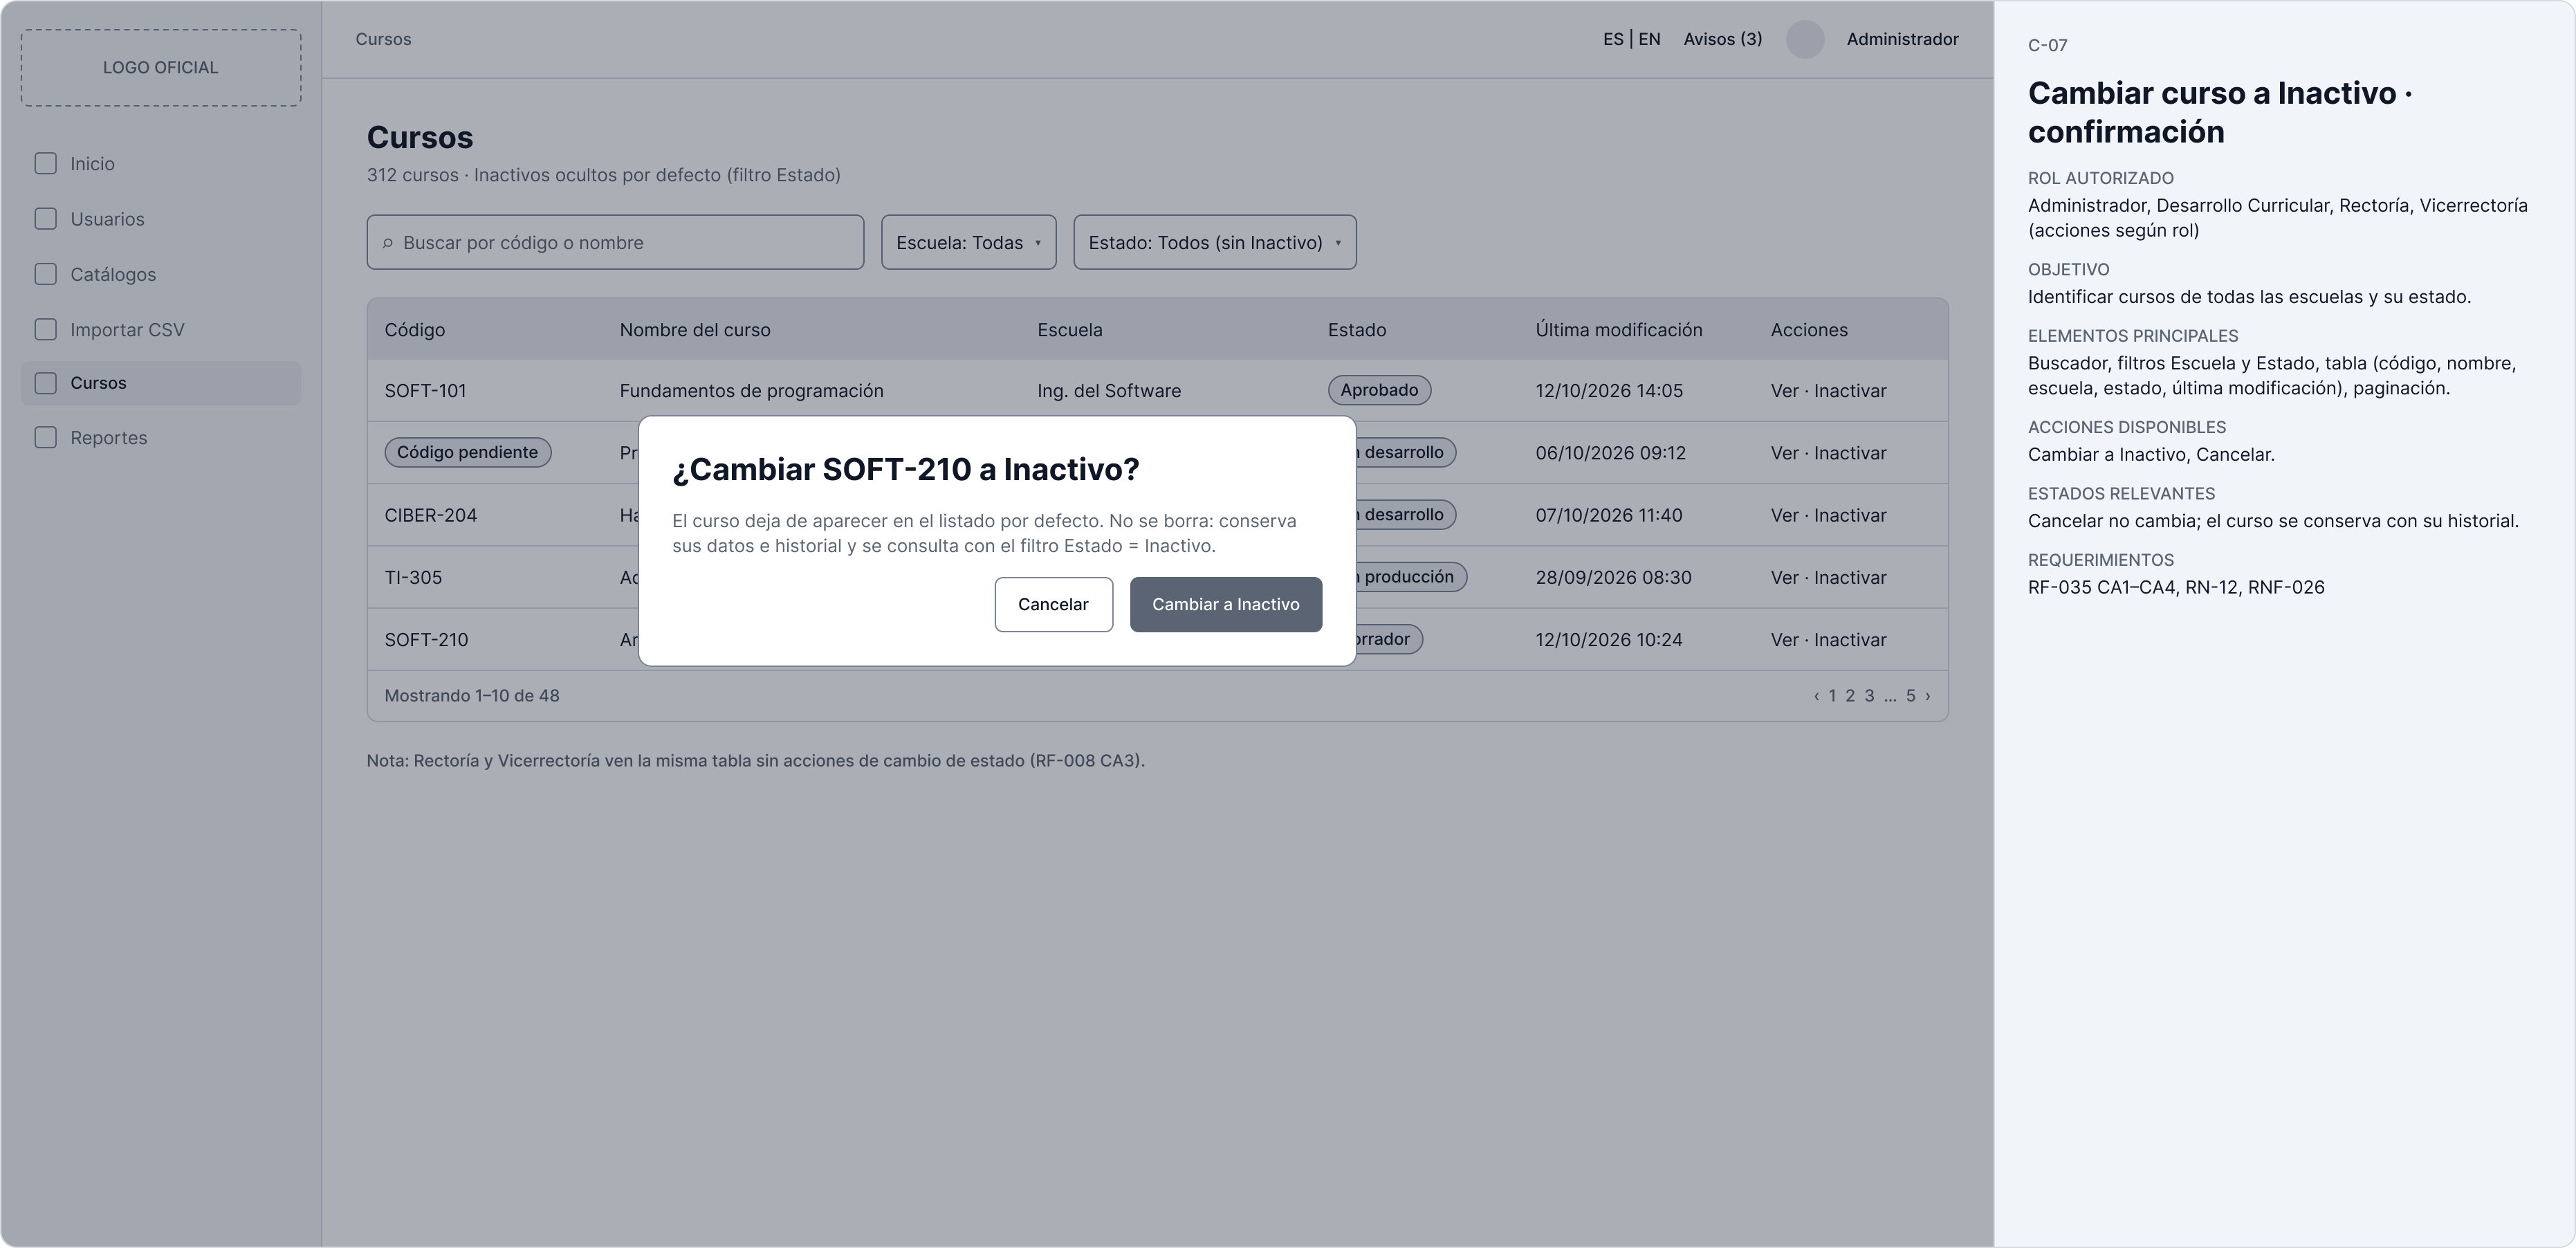 LOGO OFICIAL
Inicio
Usuarios
Catálogos
Importar CSV
Cursos
Reportes
Cursos
ES | EN Avisos (3) Administrador
Cursos
312 cursos · Inactivos ocultos por defecto (filtro Estado)
Buscar por código o nombre
Escuela: Todas ▾
Estado: Todos (sin Inactivo) ▾
Código Nombre del curso Escuela Estado Última modificación Acciones
SOFT-101 Fundamentos de programación Ing. del Software Aprobado 12/10/2026 14:05 Ver · Inactivar
Código pendiente Pr desarrollo 06/10/2026 09:12 Ver · Inactivar
CIBER-204 Ha desarrollo 07/10/2026 11:40 Ver · Inactivar
TI-305 producción 28/09/2026 08:30 Ver · Inactivar
SOFT-210 Ar orrador 12/10/2026 10:24 Ver · Inactivar
Mostrando 1–10 de 48 ‹ 1 2 3 … 5 ›
Nota: Rectoría y Vicerrectoría ven la misma tabla sin acciones de cambio de estado (RF-008 CA3).
¿Cambiar SOFT-210 a Inactivo?
El curso deja de aparecer en el listado por defecto. No se borra: conserva
sus datos e historial y se consulta con el filtro Estado = Inactivo.
Cancelar
Cambiar a Inactivo
C-07
Cambiar curso a Inactivo ·
confirmación
ROL AUTORIZADO
Administrador, Desarrollo Curricular, Rectoría, Vicerrectoría
(acciones según rol)
OBJETIVO
Identificar cursos de todas las escuelas y su estado.
ELEMENTOS PRINCIPALES
Buscador, filtros Escuela y Estado, tabla (código, nombre,
escuela, estado, última modificación), paginación.
ACCIONES DISPONIBLES
Cambiar a Inactivo, Cancelar.
ESTADOS RELEVANTES
Cancelar no cambia; el curso se conserva con su historial.
REQUERIMIENTOS
RF-035 CA1–CA4, RN-12, RNF-026